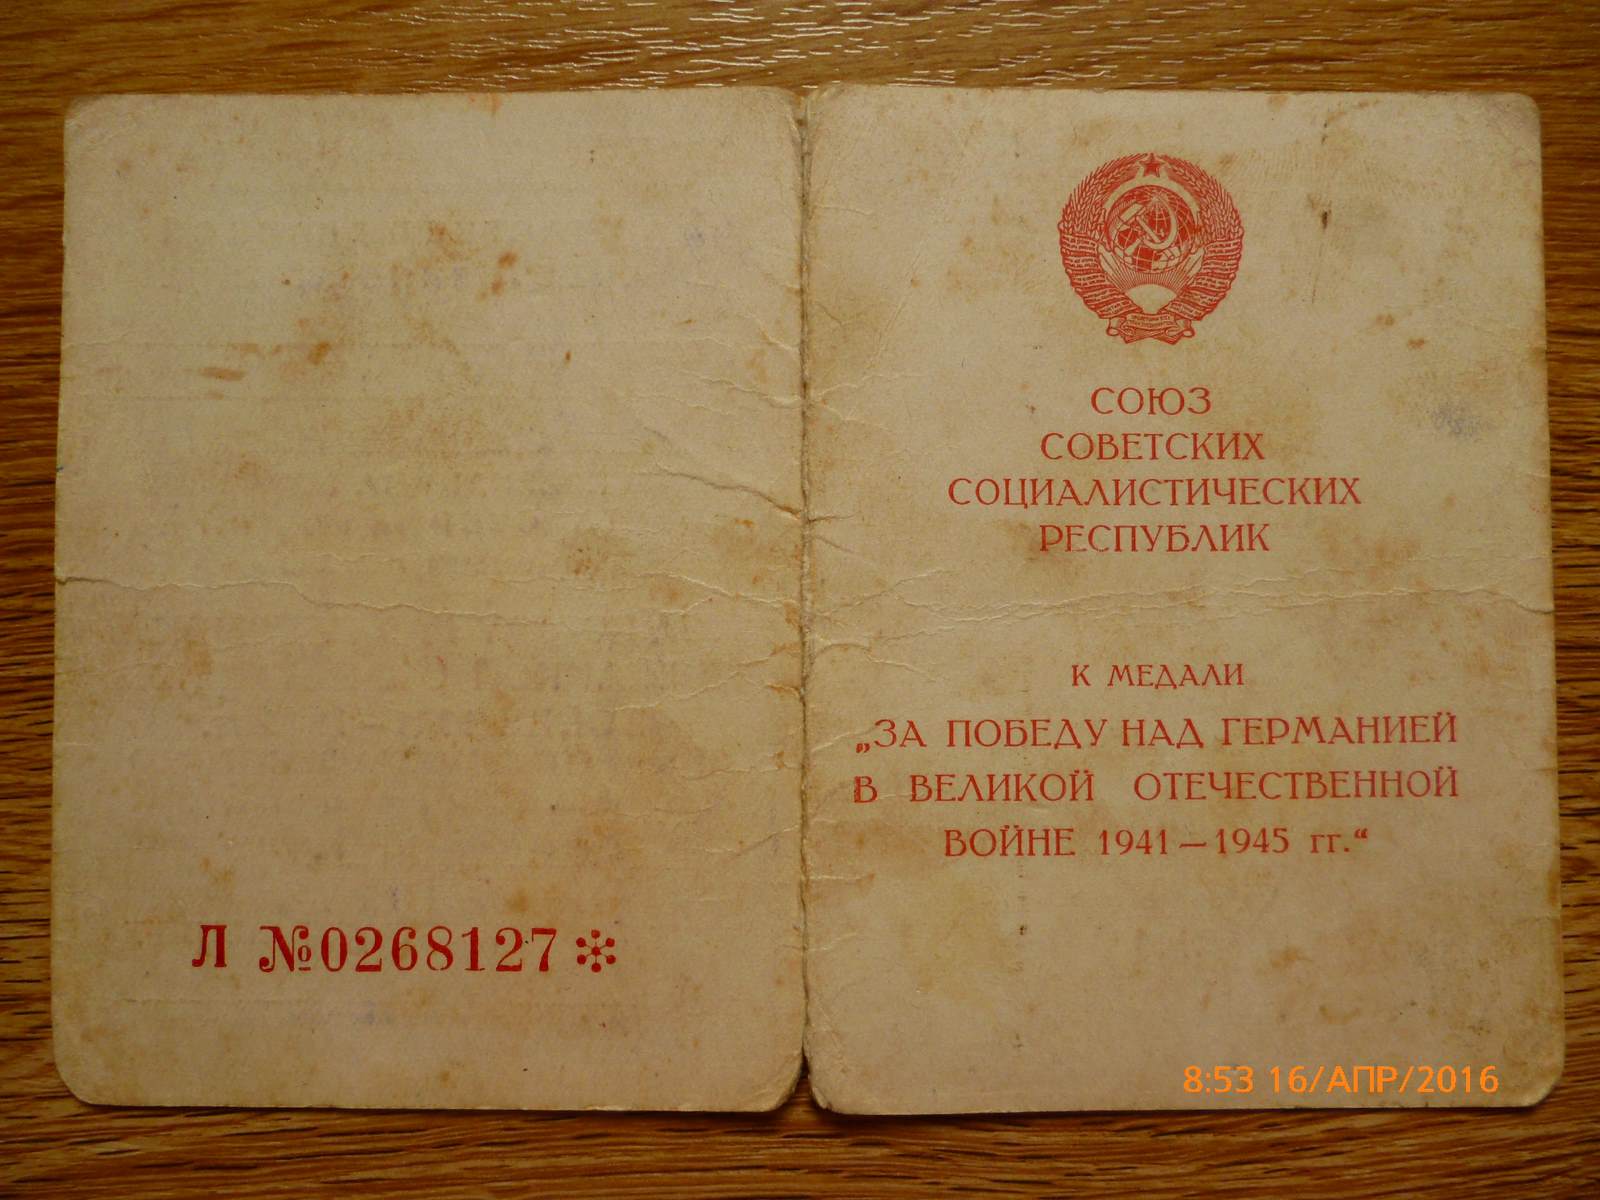 Л №0268127
СОЮЗ
СОВЕТСКИХ
СОЦИАЛИСТИЧЕСКИХ
РЕСПУБЛИК
К МЕДАЛИ
„ЗА ПОБЕДУ НАД ГЕРМАНИЕЙ
В ВЕЛИКОЙ ОТЕЧЕСТВЕННОЙ
ВОЙНЕ 1941—1945 гг.“
8:53 16/АПР/2016